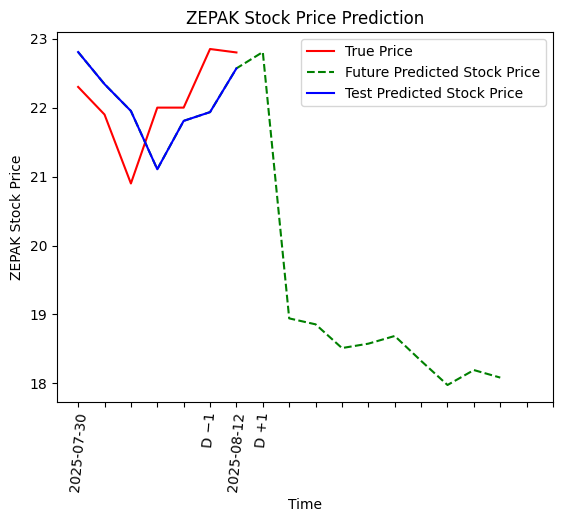 ZEPAK Stock Price Prediction
True Price
Future Predicted Stock Price
Test Predicted Stock Price
ZEPAK Stock Price
23
22
21
20
19
18
2025-07-30
D −1
2025-08-12
D +1
Time